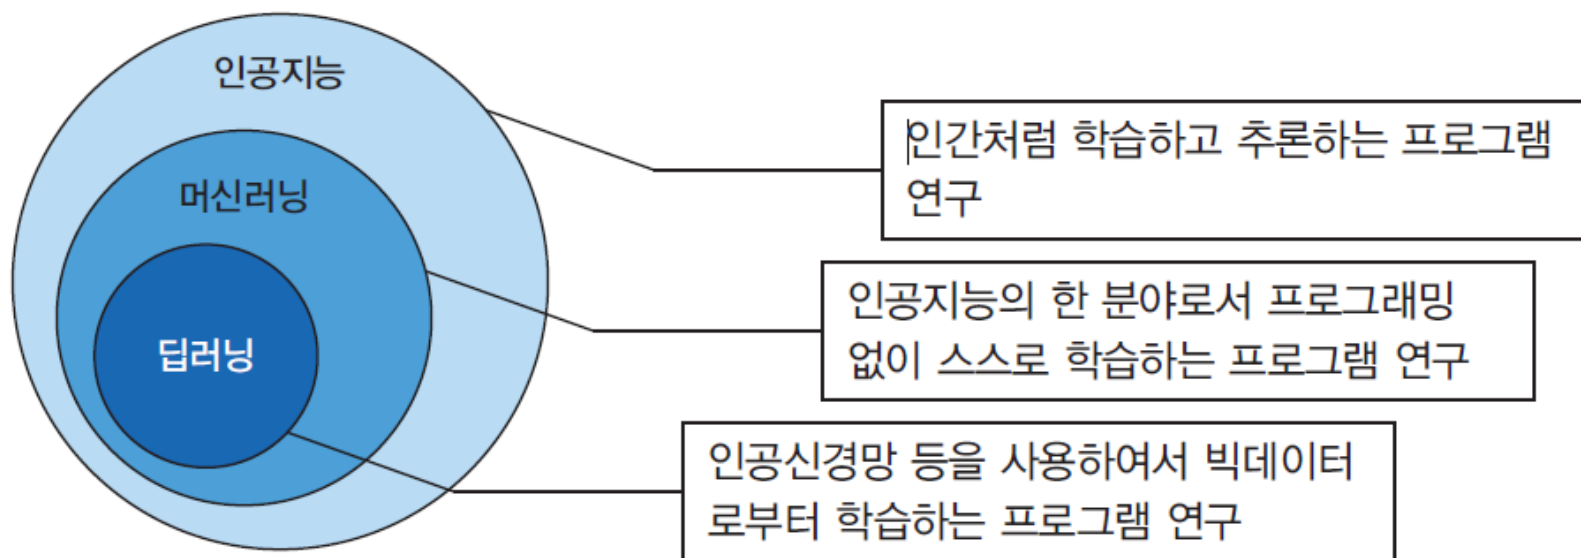 인공지능
머신러닝
딥러닝
인간처럼 학습하고 추론하는 프로그램
연구
인공지능의 한 분야로서 프로그래밍
없이 스스로 학습하는 프로그램 연구
인공신경망 등을 사용하여서 빅데이터
로부터 학습하는 프로그램 연구